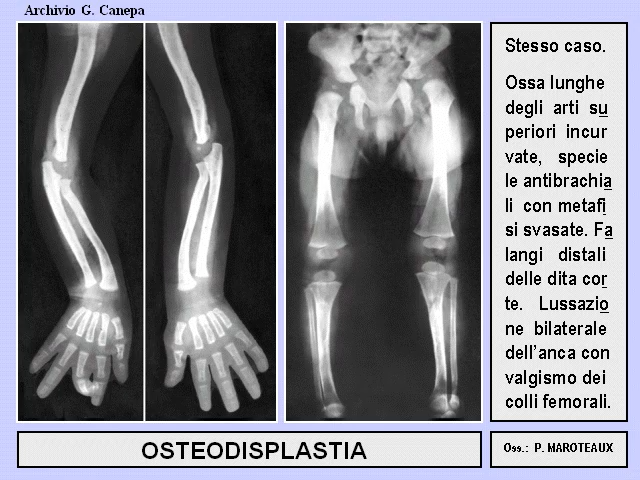 Archivio G. Canepa
Stesso caso.
Ossa lunghe
degli arti su
periori incur
vate, specie
le antibrachia
li con metafi
si svasate. Fa
langi distali
delle dita cor
te. Lussazio
ne bilaterale
dell'anca con
valgismo dei
colli femorali.
OSTEODISPLASTIA
Oss.: P. MAROTEAUX